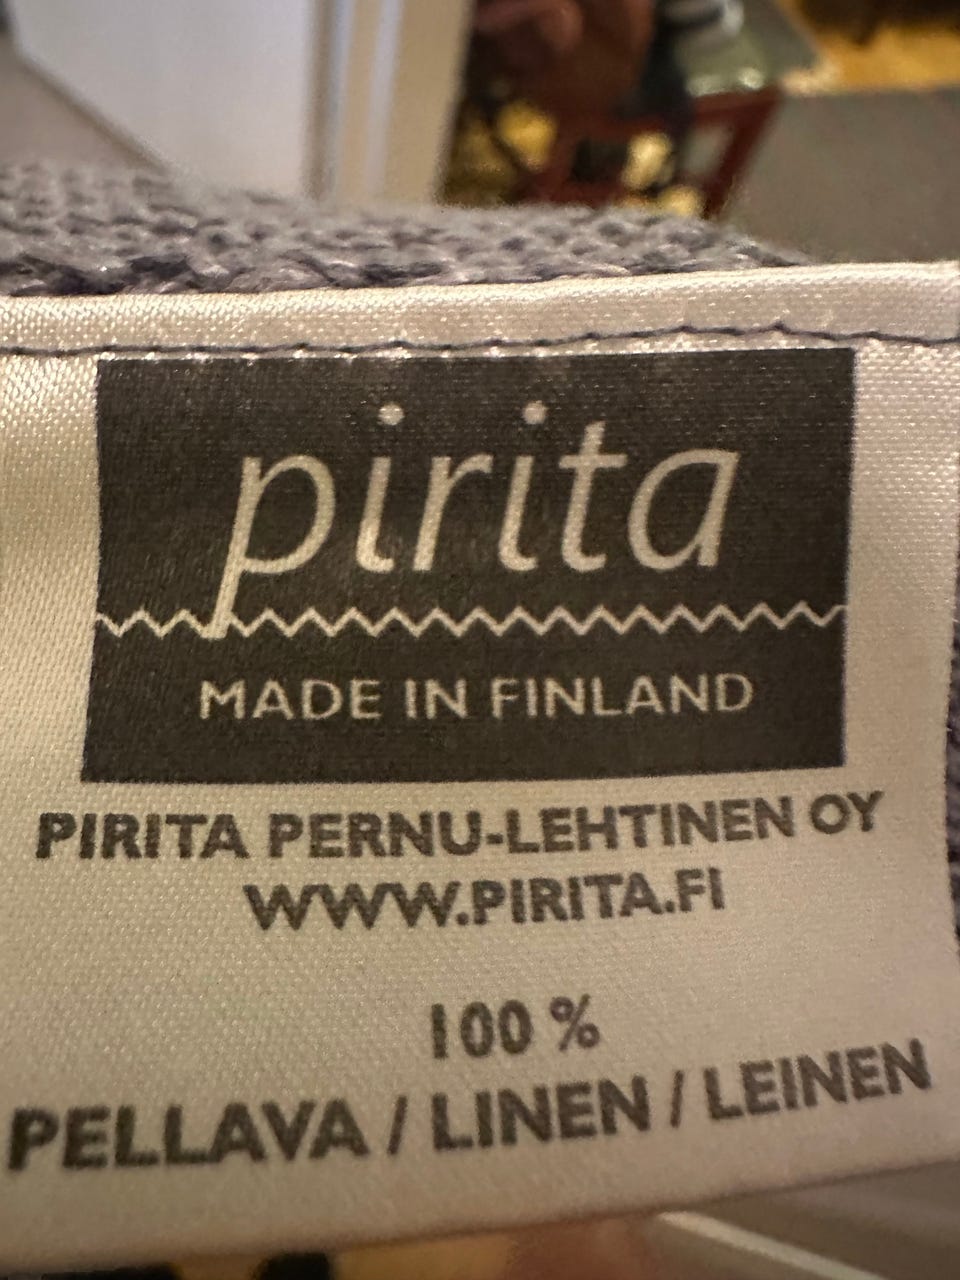 pirita
MADE IN FINLAND
PIRITA PERNU-LEHTINEN OY
WWW.PIRITA.FI
100 %
PELLAVA / LINEN / LEINEN